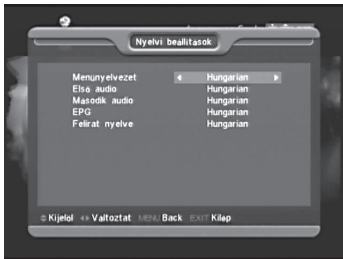 Nyelvi beallitasok
Menunyelvezet Hungarian
Elso audio Hungarian
Masodik audio Hungarian
EPG Hungarian
Felirat nyelve Hungarian
Kijelol Valtoztat MENU Back EXIT Kilep